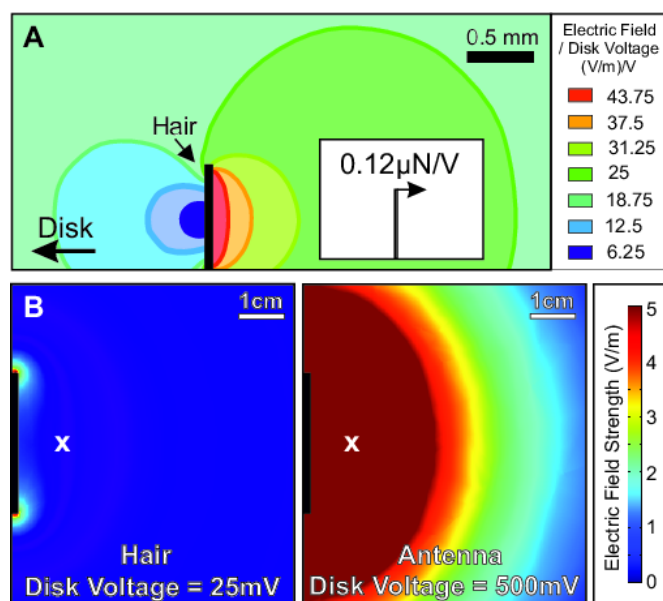 A
0.5 mm
Hair
Disk
0.12µN/V
Electric Field
/ Disk Voltage
(V/m)/V
43.75
37.5
31.25
25
18.75
12.5
6.25
B
1cm
x
Hair
Disk Voltage = 25mV
1cm
x
Antenna
Disk Voltage = 500mV
Electric Field Strength (V/m)
5
4
3
2
1
0